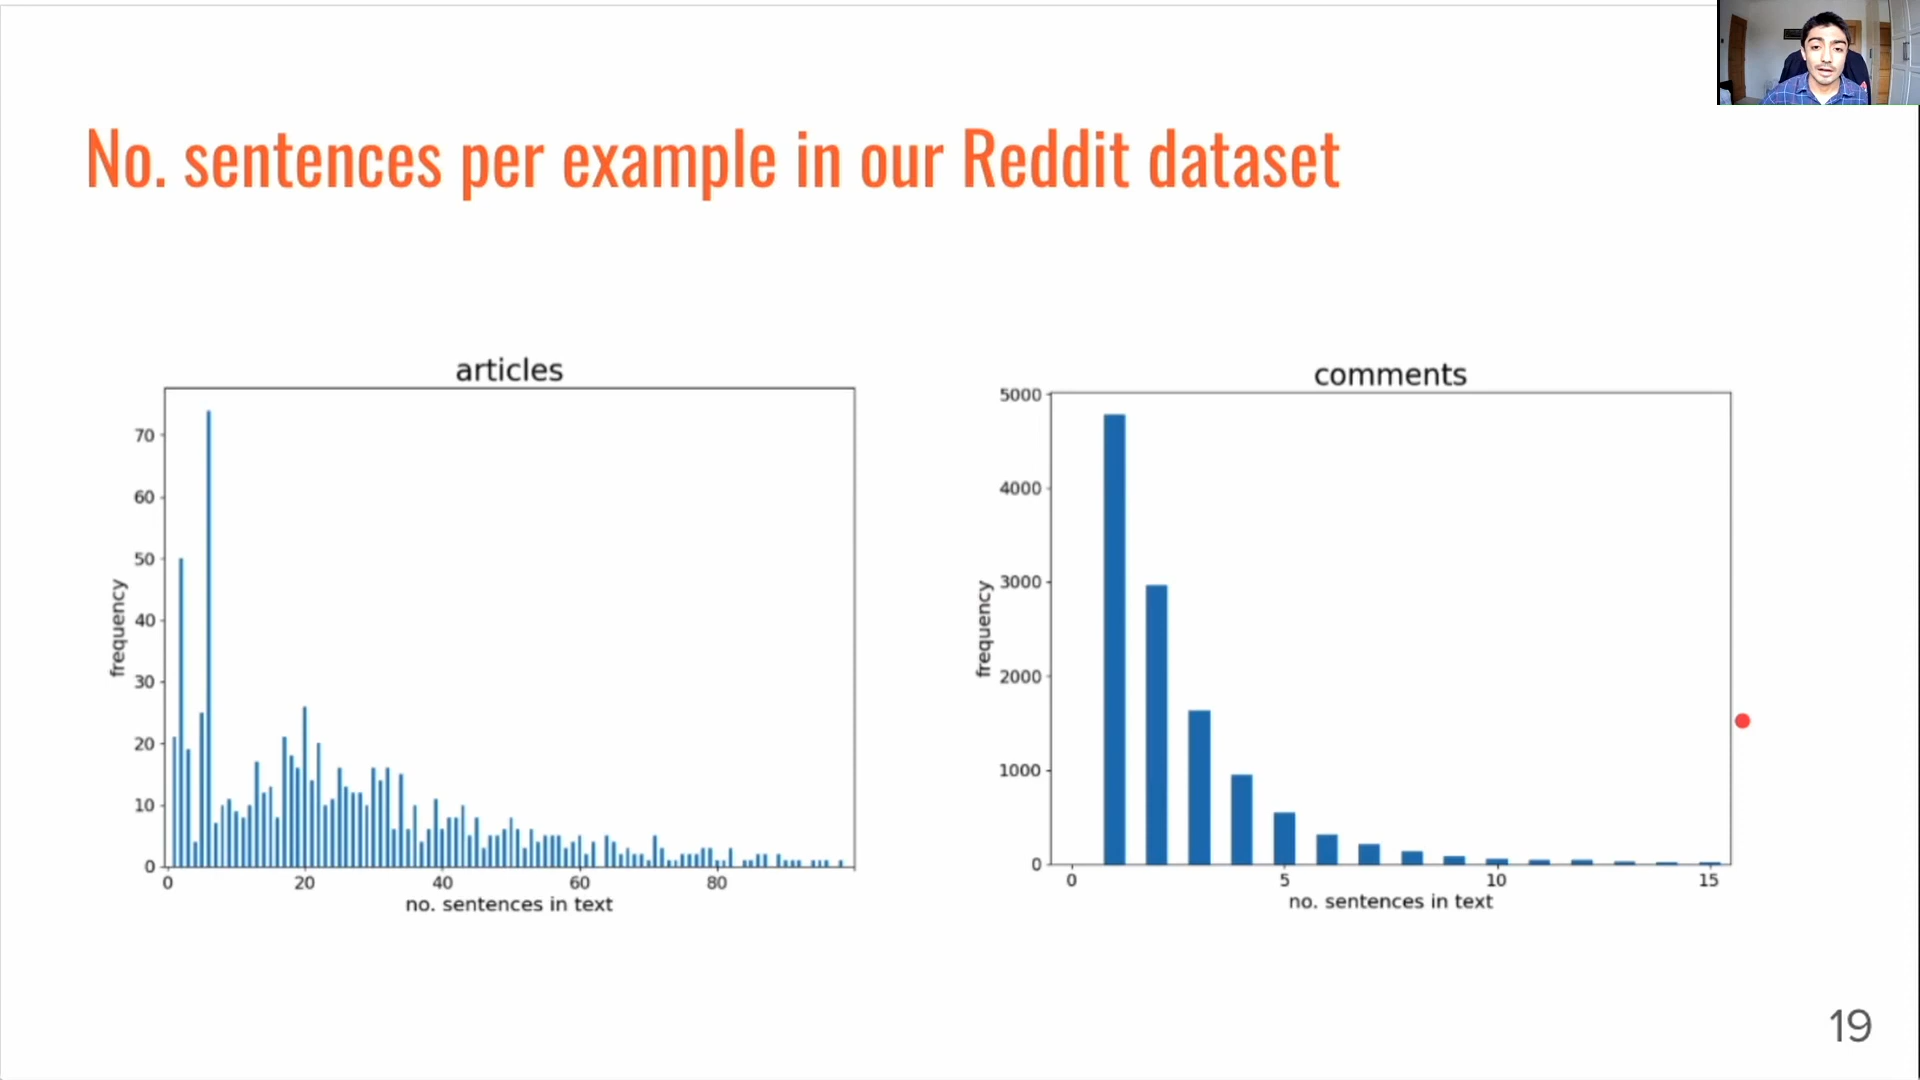 No. sentences per example in our Reddit dataset
articles
70
60
50
40
30
20
10
0
frequency
0 20 40 60 80
no. sentences in text
comments
5000
4000
3000
2000
1000
0
frequency
0 5 10 15
no. sentences in text
19